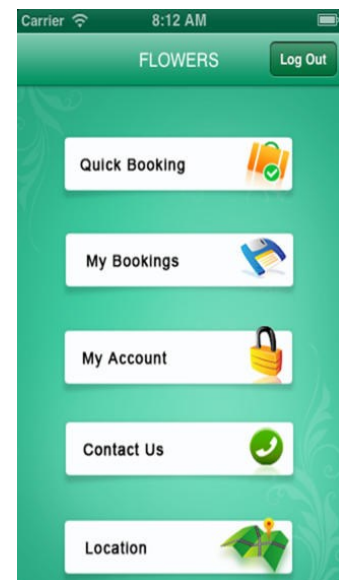 Carrier 8:12 AM
FLOWERS Log Out
Quick Booking
My Bookings
My Account
Contact Us
Location